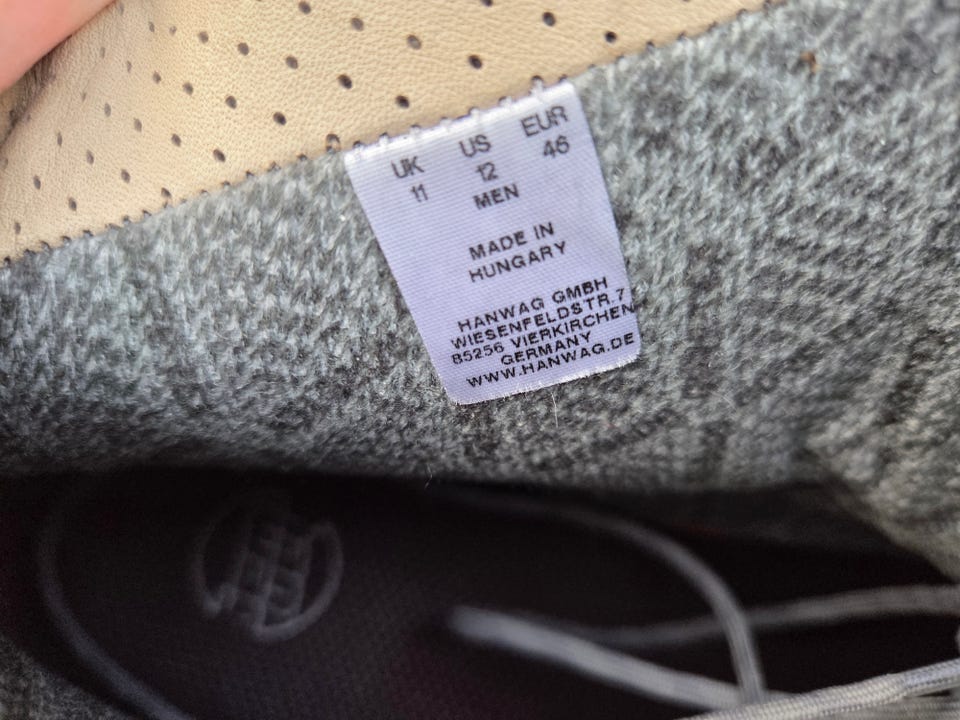 UK US EUR
11 12 46
MEN
MADE IN
HUNGARY
HANWAG GMBH
WIESENFELDSTR.7
85256 VIERKIRCHEN
GERMANY
WWW.HANWAG.DE